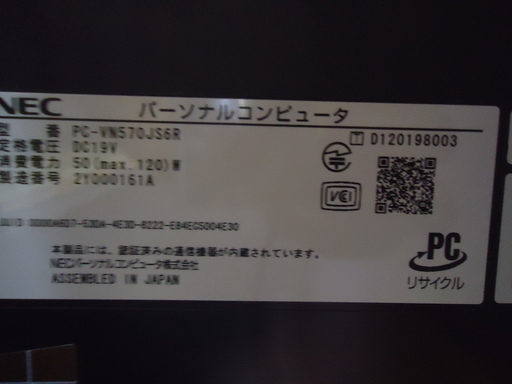 NEC パーソナルコンピュータ
型 番 PC-VN570JS6R
定格電圧 DC19V
消費電力 50(max.120)W
製造番号 2Y000161A
T D120198003
VCI
本製品には、認証済みの通信機器が内蔵されております。
NECパーソナルコンピュータ株式会社
ASSEMBLED IN JAPAN
PC
リサイクル